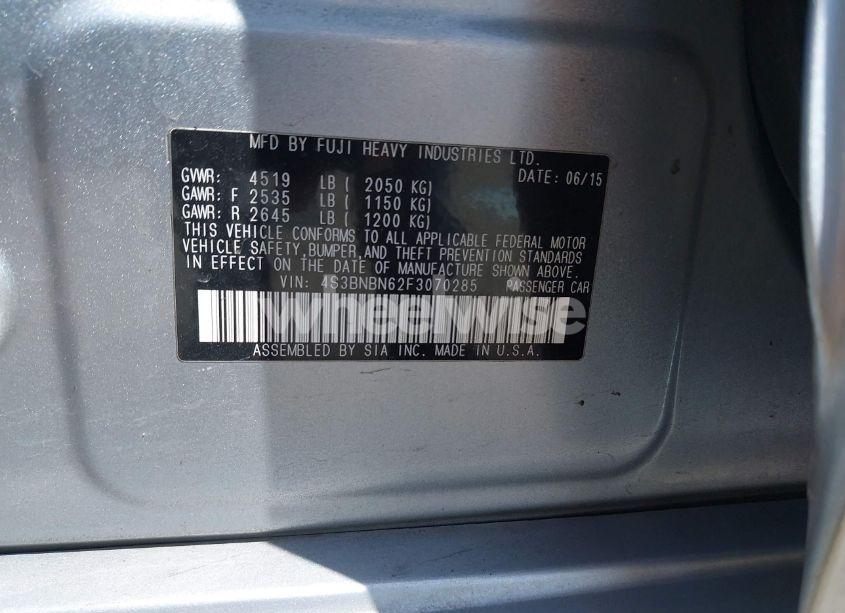 MFD BY FUJI HEAVY INDUSTRIES LTD.
GVWR: 4519 LB ( 2050 KG) DATE: 06/15
GAWR: F 2535 LB ( 1150 KG)
GAWR: R 2645 LB ( 1200 KG)
THIS VEHICLE CONFORMS TO ALL APPLICABLE FEDERAL MOTOR
VEHICLE SAFETY,BUMPER,AND THEFT PREVENTION STANDARDS
IN EFFECT ON THE DATE OF MANUFACTURE SHOWN ABOVE.
VIN: 4S3BNBN62F3070285 PASSENGER CAR
wheelwise
ASSEMBLED BY SIA INC. MADE IN U.S.A.